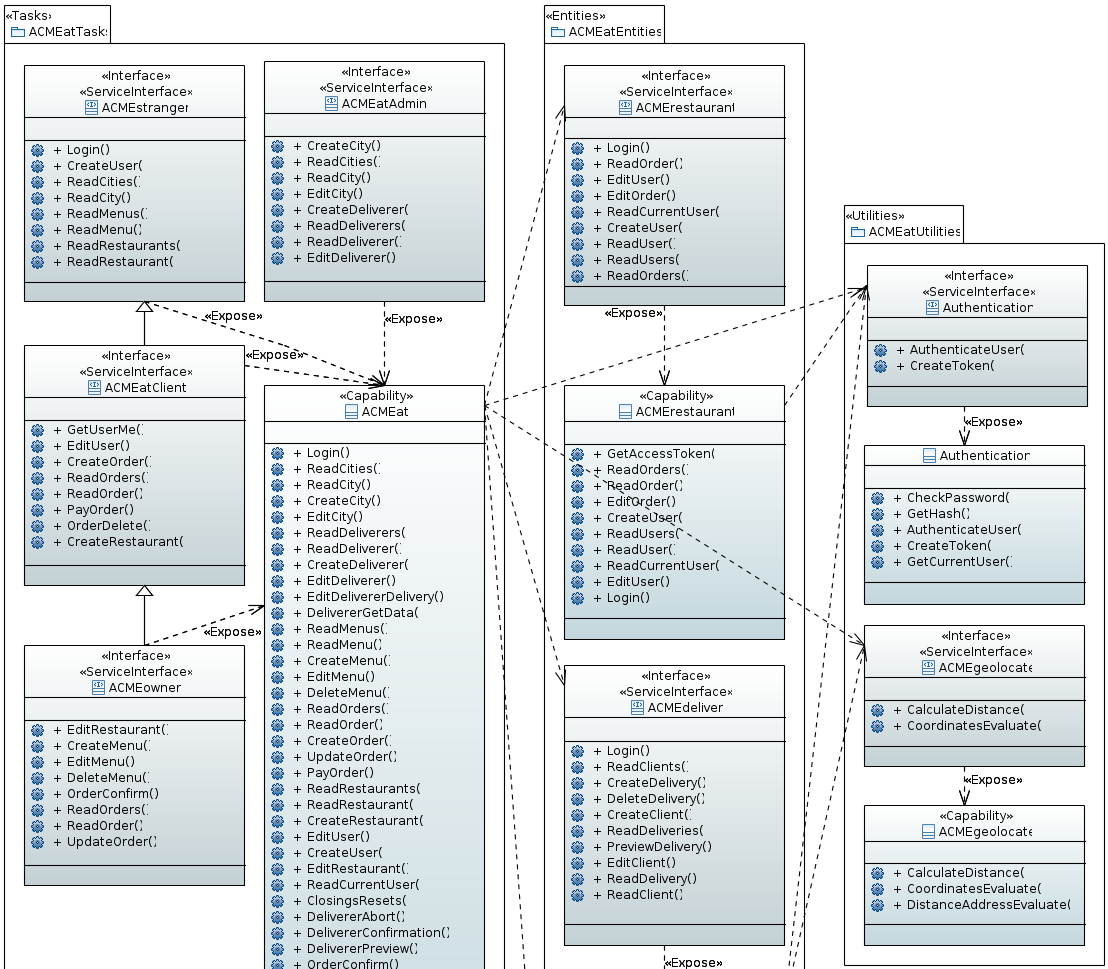 «Tasks»
ACMEatTasks
«Interface»
«ServiceInterface»
ACMEstranger
+ Login()
+ CreateUser(
+ ReadCities()
+ ReadCity()
+ ReadMenus()
+ ReadMenu()
+ ReadRestaurants(
+ ReadRestaurant(
«Interface»
«ServiceInterface»
ACMEatAdmin
+ CreateCity()
+ ReadCities()
+ ReadCity()
+ EditCity()
+ CreateDeliverer(
+ ReadDeliverers(
+ ReadDeliverer()
+ EditDeliverer()
«Expose»
«Expose»
«Expose»
«Interface»
«ServiceInterface»
ACMEatClient
+ GetUserMe()
+ EditUser()
+ CreateOrder()
+ ReadOrders()
+ ReadOrder()
+ PayOrder()
+ OrderDelete()
+ CreateRestaurant(
«Expose»
«Interface»
«ServiceInterface»
ACMEowner
+ EditRestaurant()
+ CreateMenu()
+ EditMenu()
+ DeleteMenu()
+ OrderConfirm()
+ ReadOrders()
+ ReadOrder()
+ UpdateOrder()
«Capability»
ACMEat
+ Login()
+ ReadCities()
+ ReadCity()
+ CreateCity()
+ EditCity()
+ ReadDeliverers(
+ ReadDeliverer()
+ CreateDeliverer(
+ EditDeliverer()
+ EditDelivererDelivery()
+ DelivererGetData(
+ ReadMenus()
+ ReadMenu()
+ CreateMenu()
+ EditMenu()
+ DeleteMenu()
+ ReadOrders()
+ ReadOrder()
+ CreateOrder()
+ UpdateOrder()
+ PayOrder()
+ ReadRestaurants(
+ ReadRestaurant(
+ CreateRestaurant(
+ EditUser()
+ CreateUser(
+ EditRestaurant()
+ ReadCurrentUser(
+ ClosingsResets(
+ DelivererAbort()
+ DelivererConfirmation()
+ DelivererPreview()
+ OrderConfirm()
«Entities»
ACMEatEntities
«Interface»
«ServiceInterface»
ACMErestaurant
+ Login()
+ ReadOrder()
+ EditUser()
+ EditOrder()
+ ReadCurrentUser(
+ CreateUser(
+ ReadUser()
+ ReadUsers(
+ ReadOrders()
«Expose»
«Capability»
ACMErestaurant
+ GetAccessToken(
+ ReadOrders()
+ ReadOrder()
+ EditOrder()
+ CreateUser(
+ ReadUsers(
+ ReadUser()
+ ReadCurrentUser(
+ EditUser()
+ Login()
«Interface»
«ServiceInterface»
ACMEdeliver
+ Login()
+ ReadClients()
+ CreateDelivery()
+ DeleteDelivery()
+ CreateClient()
+ ReadDeliveries(
+ PreviewDelivery()
+ EditClient()
+ ReadDelivery()
+ ReadClient()
«Expose»
«Utilities»
ACMEatUtilities
«Interface»
«ServiceInterface»
Authentication
+ AuthenticateUser(
+ CreateToken(
«Expose»
Authentication
+ CheckPassword(
+ GetHash()
+ AuthenticateUser(
+ CreateToken(
+ GetCurrentUser()
«Interface»
«ServiceInterface»
ACMEgeolocate
+ CalculateDistance(
+ CoordinatesEvaluate(
«Expose»
«Capability»
ACMEgeolocate
+ CalculateDistance(
+ CoordinatesEvaluate(
+ DistanceAddressEvaluate(